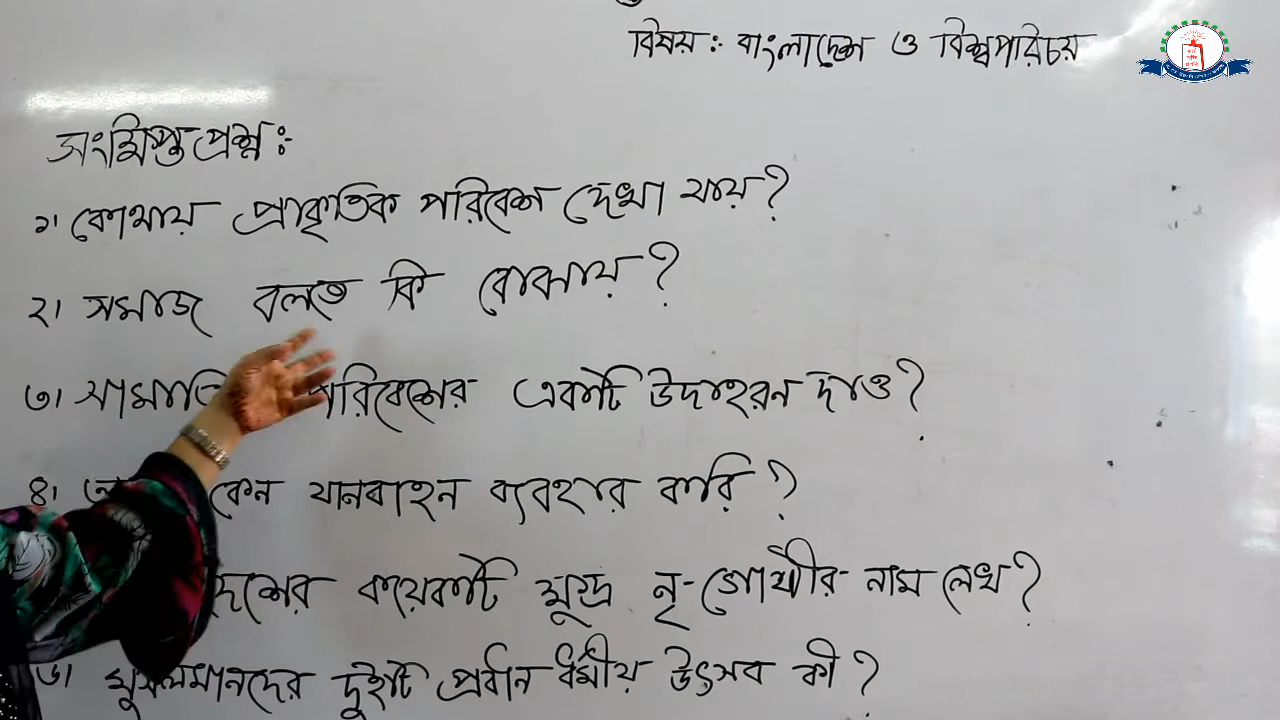 বিষয়ঃ বাংলাদেশ ও বিশ্বপরিচয়
সংক্ষিপ্ত প্রশ্নঃ
১। কোথায় প্রাকৃতিক পরিবেশ দেখা যায়?
২। সমাজ বলতে কি বোঝায়?
৩। সামাজি পরিবেশের একটি উদাহরন দাও?
৪। কেন যানবাহন ব্যবহার করি?
দেশের কয়েকটি ক্ষুদ্র নৃ-গোষ্ঠীর নাম লেখ?
৬। মুসলমানদের দুইটি প্রধান ধর্মীয় উৎসব কী?